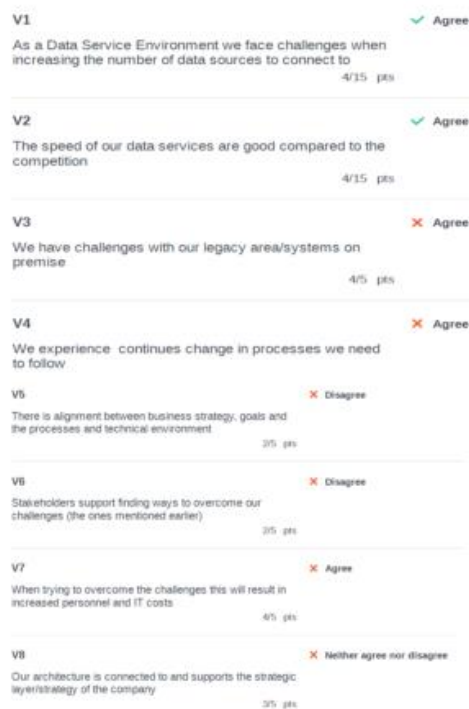 V1
Agree
As a Data Service Environment we face challenges when
increasing the number of data sources to connect to
4/15 pts
V2
Agree
The speed of our data services are good compared to the
competition
4/15 pts
V3
Agree
We have challenges with our legacy area/systems on
premise
4/5 pts
V4
Agree
We experience continues change in processes we need
to follow
V5
Disagree
There is alignment between business strategy, goals and
the processes and technical environment
2/5 pts
V6
Disagree
Stakeholders support finding ways to overcome our
challenges (the ones mentioned earlier)
2/5 pts
V7
Agree
When trying to overcome the challenges this will result in
increased personnel and IT costs
4/5 pts
V8
Neither agree nor disagree
Our architecture is connected to and supports the strategic
layer/strategy of the company
3/5 pts